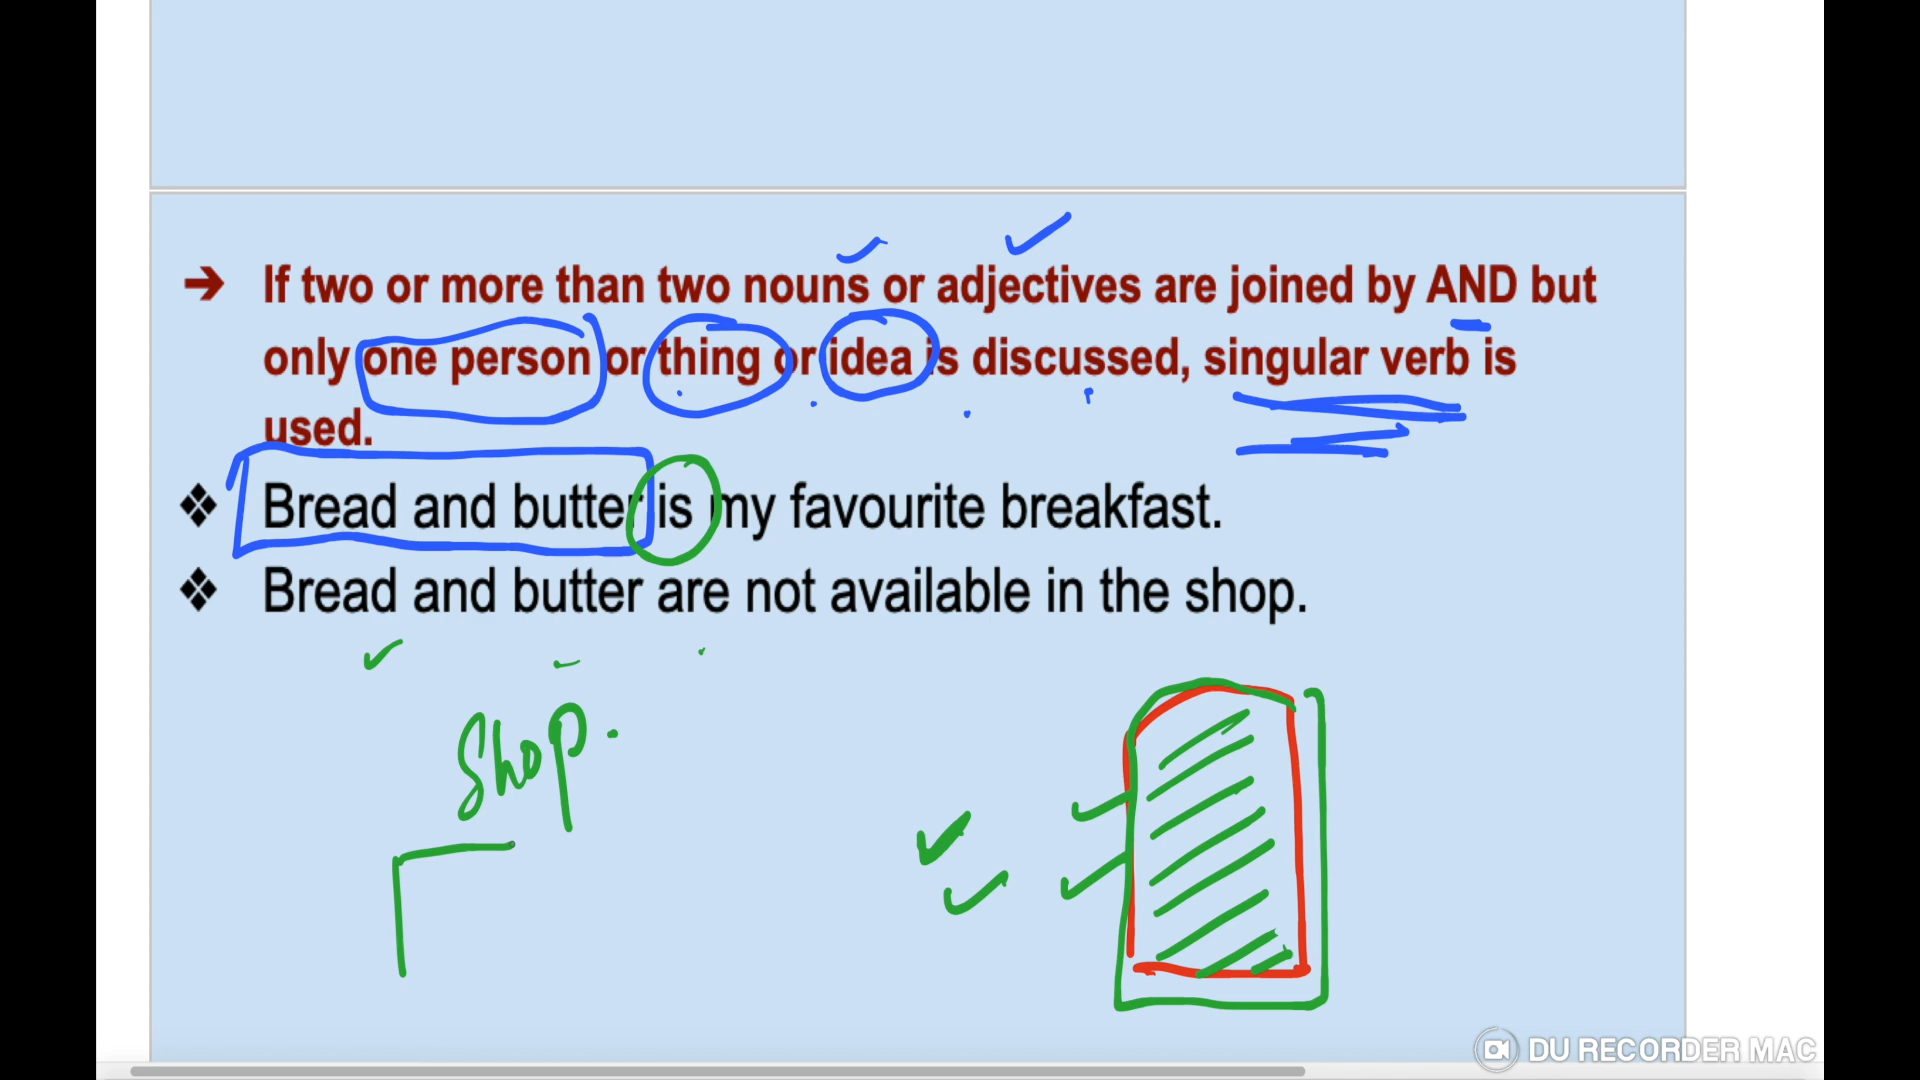 ➔ If two or more than two nouns or adjectives are joined by AND but
only one person or thing or idea is discussed, singular verb is
used.
❖ Bread and butter is my favourite breakfast.
❖ Bread and butter are not available in the shop.
Shop.
DU RECORDER MAC